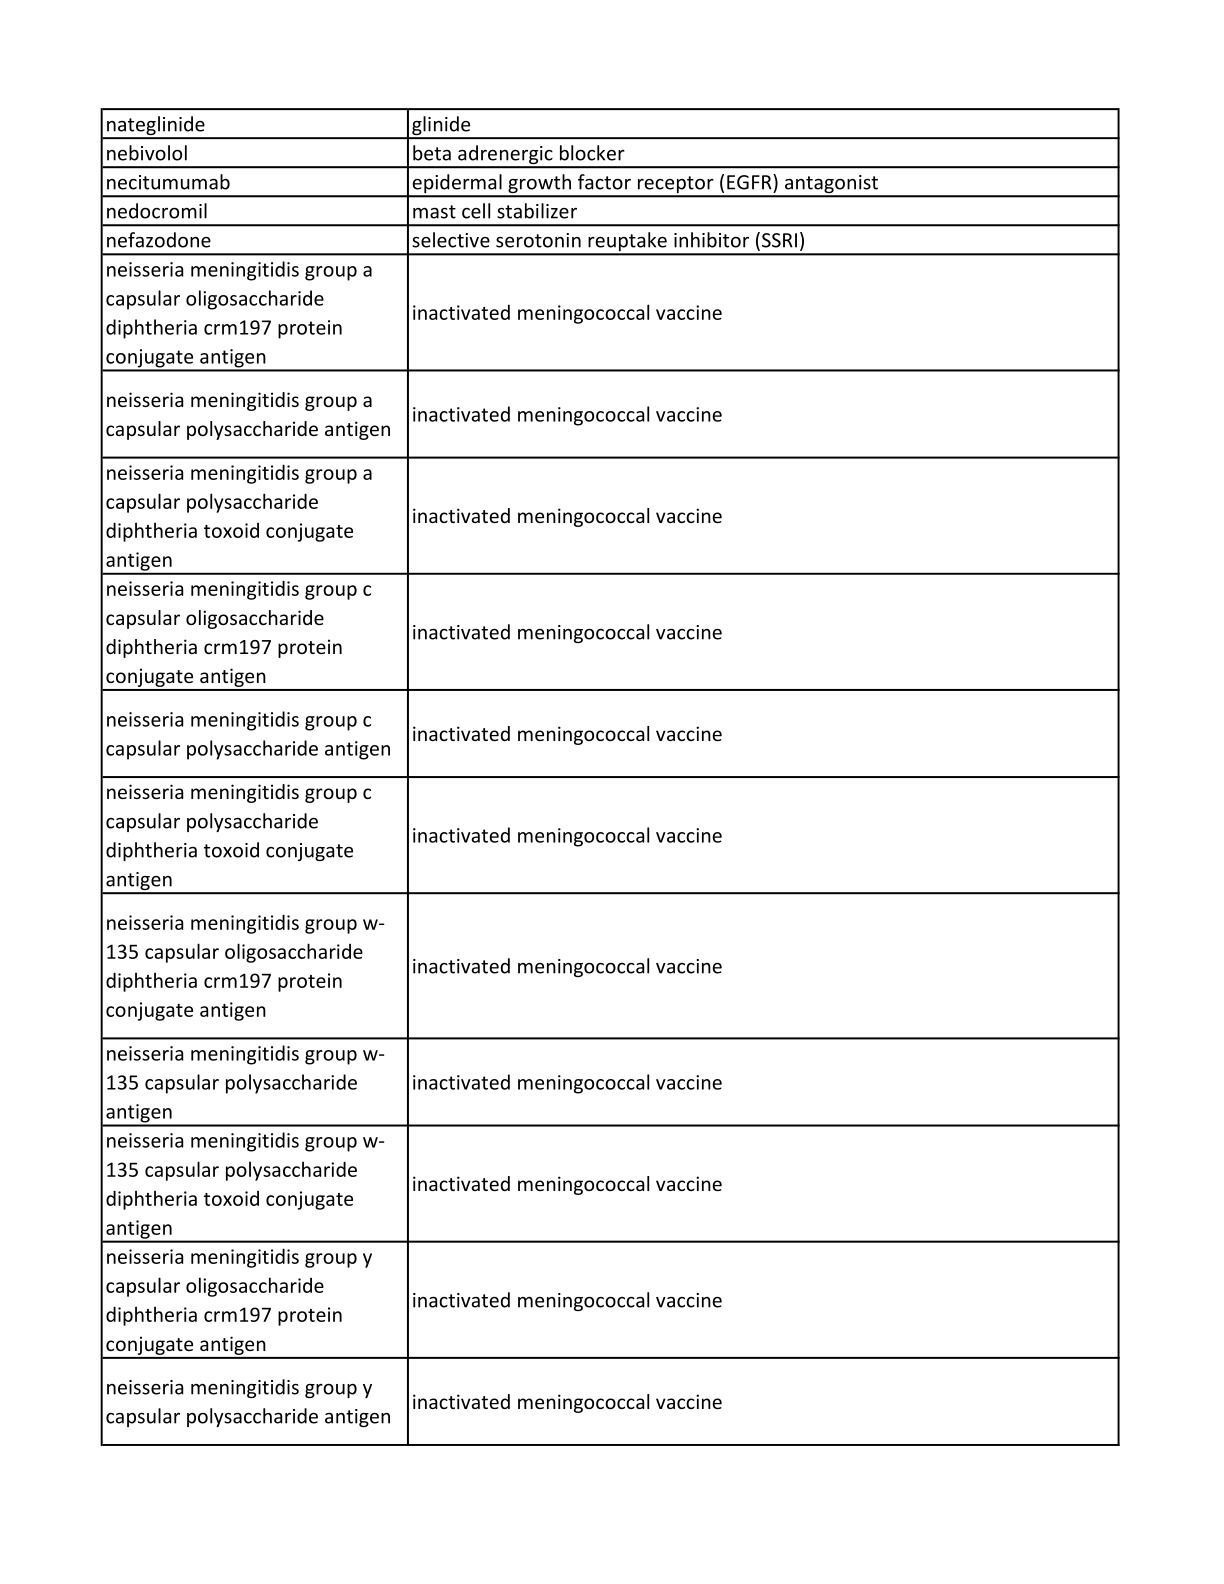 nateglinide glinide
nebivolol beta adrenergic blocker
necitumumab epidermal growth factor receptor (EGFR) antagonist
nedocromil mast cell stabilizer
nefazodone selective serotonin reuptake inhibitor (SSRI)
neisseria meningitidis group a
capsular oligosaccharide
diphtheria crm197 protein
conjugate antigen
inactivated meningococcal vaccine
neisseria meningitidis group a
capsular polysaccharide antigen
inactivated meningococcal vaccine
neisseria meningitidis group a
capsular polysaccharide
diphtheria toxoid conjugate
antigen
inactivated meningococcal vaccine
neisseria meningitidis group c
capsular oligosaccharide
diphtheria crm197 protein
conjugate antigen
inactivated meningococcal vaccine
neisseria meningitidis group c
capsular polysaccharide antigen
inactivated meningococcal vaccine
neisseria meningitidis group c
capsular polysaccharide
diphtheria toxoid conjugate
antigen
inactivated meningococcal vaccine
neisseria meningitidis group w-
135 capsular oligosaccharide
diphtheria crm197 protein
conjugate antigen
inactivated meningococcal vaccine
neisseria meningitidis group w-
135 capsular polysaccharide
antigen
inactivated meningococcal vaccine
neisseria meningitidis group w-
135 capsular polysaccharide
diphtheria toxoid conjugate
antigen
inactivated meningococcal vaccine
neisseria meningitidis group y
capsular oligosaccharide
diphtheria crm197 protein
conjugate antigen
inactivated meningococcal vaccine
neisseria meningitidis group y
capsular polysaccharide antigen
inactivated meningococcal vaccine